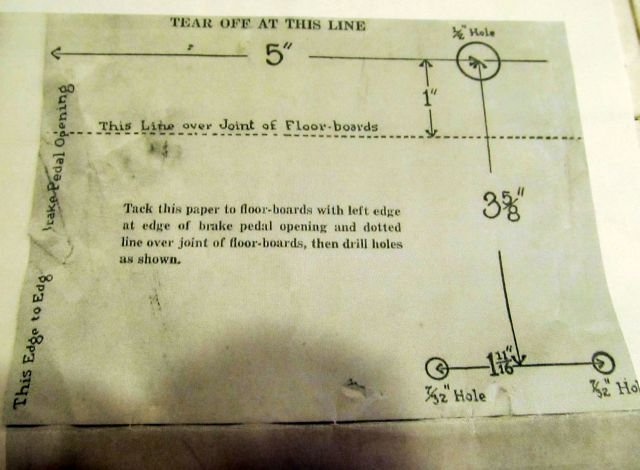 TEAR OFF AT THIS LINE
1/2" Hole
5"
1"
This Line over Joint of Floor-boards
Tack this paper to floor-boards with left edge
at edge of brake pedal opening and dotted
line over joint of floor-boards, then drill holes
as shown.
3 5/8"
This Edge to Edg rake Pedal Opening
1 11/16"
7/32" Hole
7/32" Hol